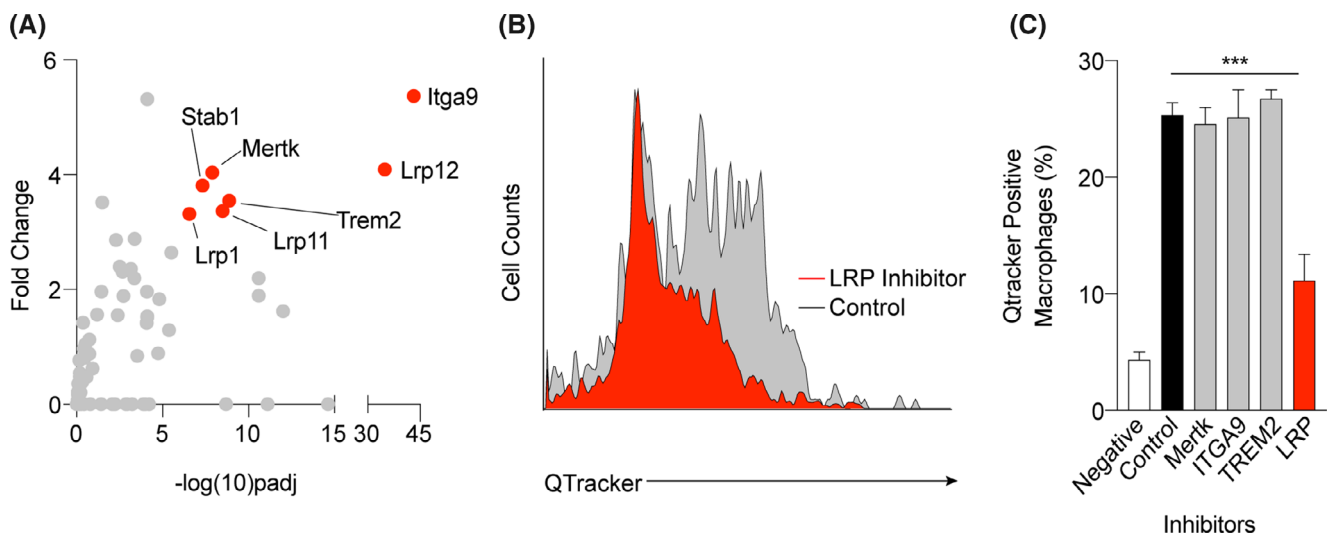 (A)
6
4
2
0
Fold Change
Stab1
Mertk
Itga9
Lrp12
Trem2
Lrp11
Lrp1
0 5 10 15 30 45
-log(10)padj
(B)
Cell Counts
LRP Inhibitor
Control
QTracker
(C)
***
30
20
10
0
Qtracker Positive
Macrophages (%)
Negative
Control
Mertk
ITGA9
TREM2
LRP
Inhibitors